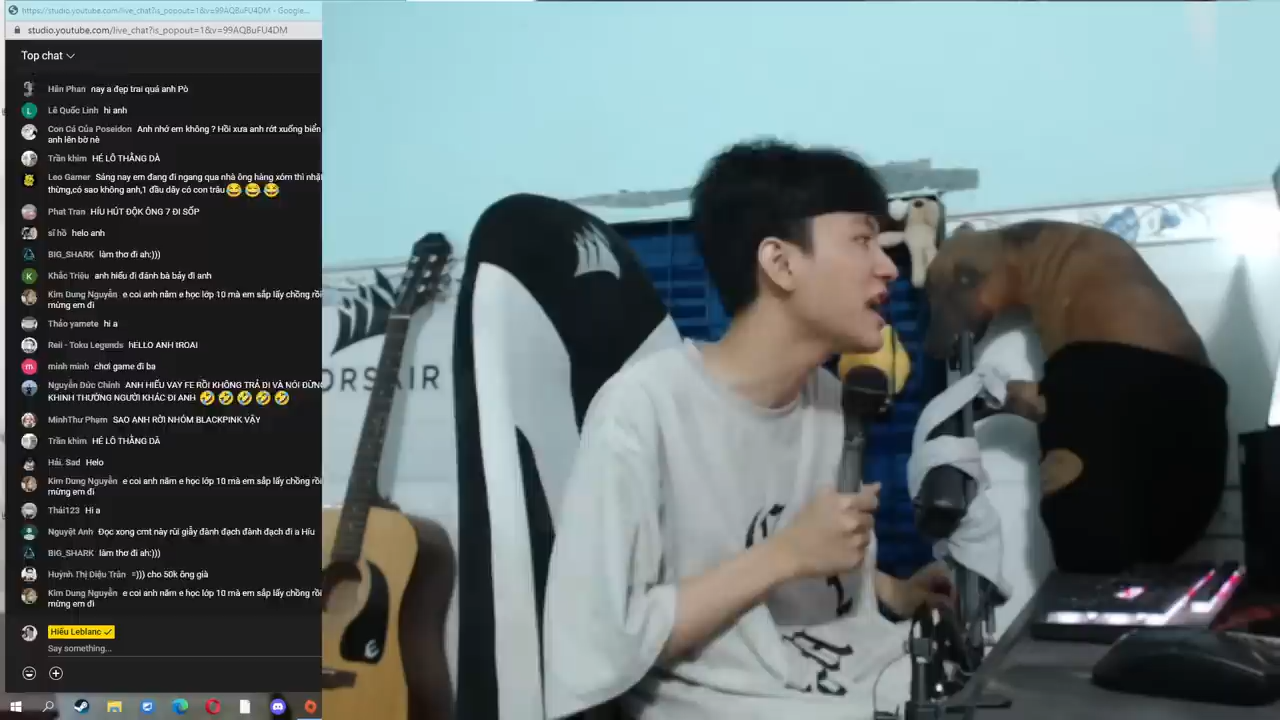 https://studio.youtube.com/live_chat?is_popout=1&v=99AQBuFU4DM - Google...
studio.youtube.com/live_chat?is_popout=1&v=99AQBuFU4DM
Top chat
Hân Phan nay a đẹp trai quá anh Pò
L Lê Quốc Linh hi anh
Con Cá Của Poseidon Anh nhớ em không ? Hồi xưa anh rớt xuống biển
anh lên bờ nè
Trần khim HÉ LÔ THẰNG DÀ
Leo Gamer Sáng nay em đang đi ngang qua nhà ông hàng xóm thì nhặt
thừng,có sao không anh,1 đầu dây có con trâu😂 😂 😂
Phat Tran HÍU HÚT ĐỘK ÔNG 7 ĐI SỐP
sĩ hồ helo anh
BIG_SHARK làm thơ đi ah:)))
K Khắc Triệu anh hiếu đi đánh bà bảy đi anh
Kim Dung Nguyễn e coi anh năm e học lớp 10 mà em sắp lấy chồng rồi
mừng em đi
Thảo yamete hi a
Reii - Toku Legends hELLO ANH tROAI
m minh minh chơi game đi ba
Nguyễn Đức Chính ANH HIẾU VAY FE RỒI KHÔNG TRẢ ĐI VÀ NÓI ĐỪNG
KHINH THƯỜNG NGƯỜI KHÁC ĐI ANH 🤣 🤣 🤣 🤣 🤣
MinhThư Phạm SAO ANH RỜI NHÓM BLACKPINK VẬY
Trần khim HÉ LÔ THẰNG DÀ
Hải. Sad Helo
Kim Dung Nguyễn e coi anh năm e học lớp 10 mà em sắp lấy chồng rồi
mừng em đi
Thái123 Hi a
Nguyệt Anh Đọc xong cmt này rùi giẫy đành đạch đành đạch đi a Híu
BIG_SHARK làm thơ đi ah:)))
Huỳnh Thị Diệu Trân =))) cho 50k ông già
Kim Dung Nguyễn e coi anh năm e học lớp 10 mà em sắp lấy chồng rồi
mừng em đi
Hiếu Leblanc
Say something...
ORSAIR